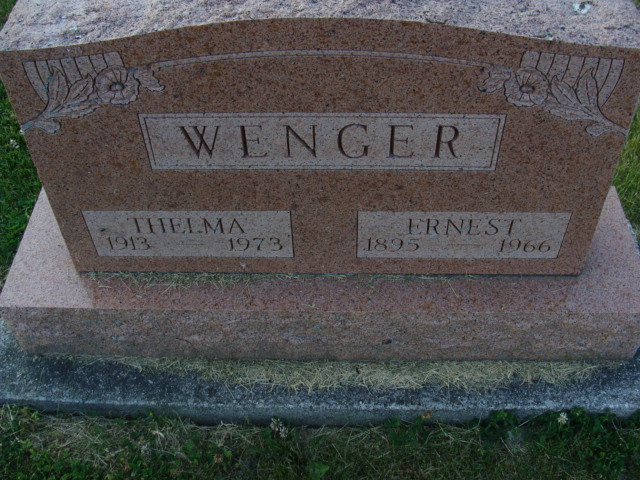 WENGER
THELMA
1913 — 1973
ERNEST
1895 — 1966